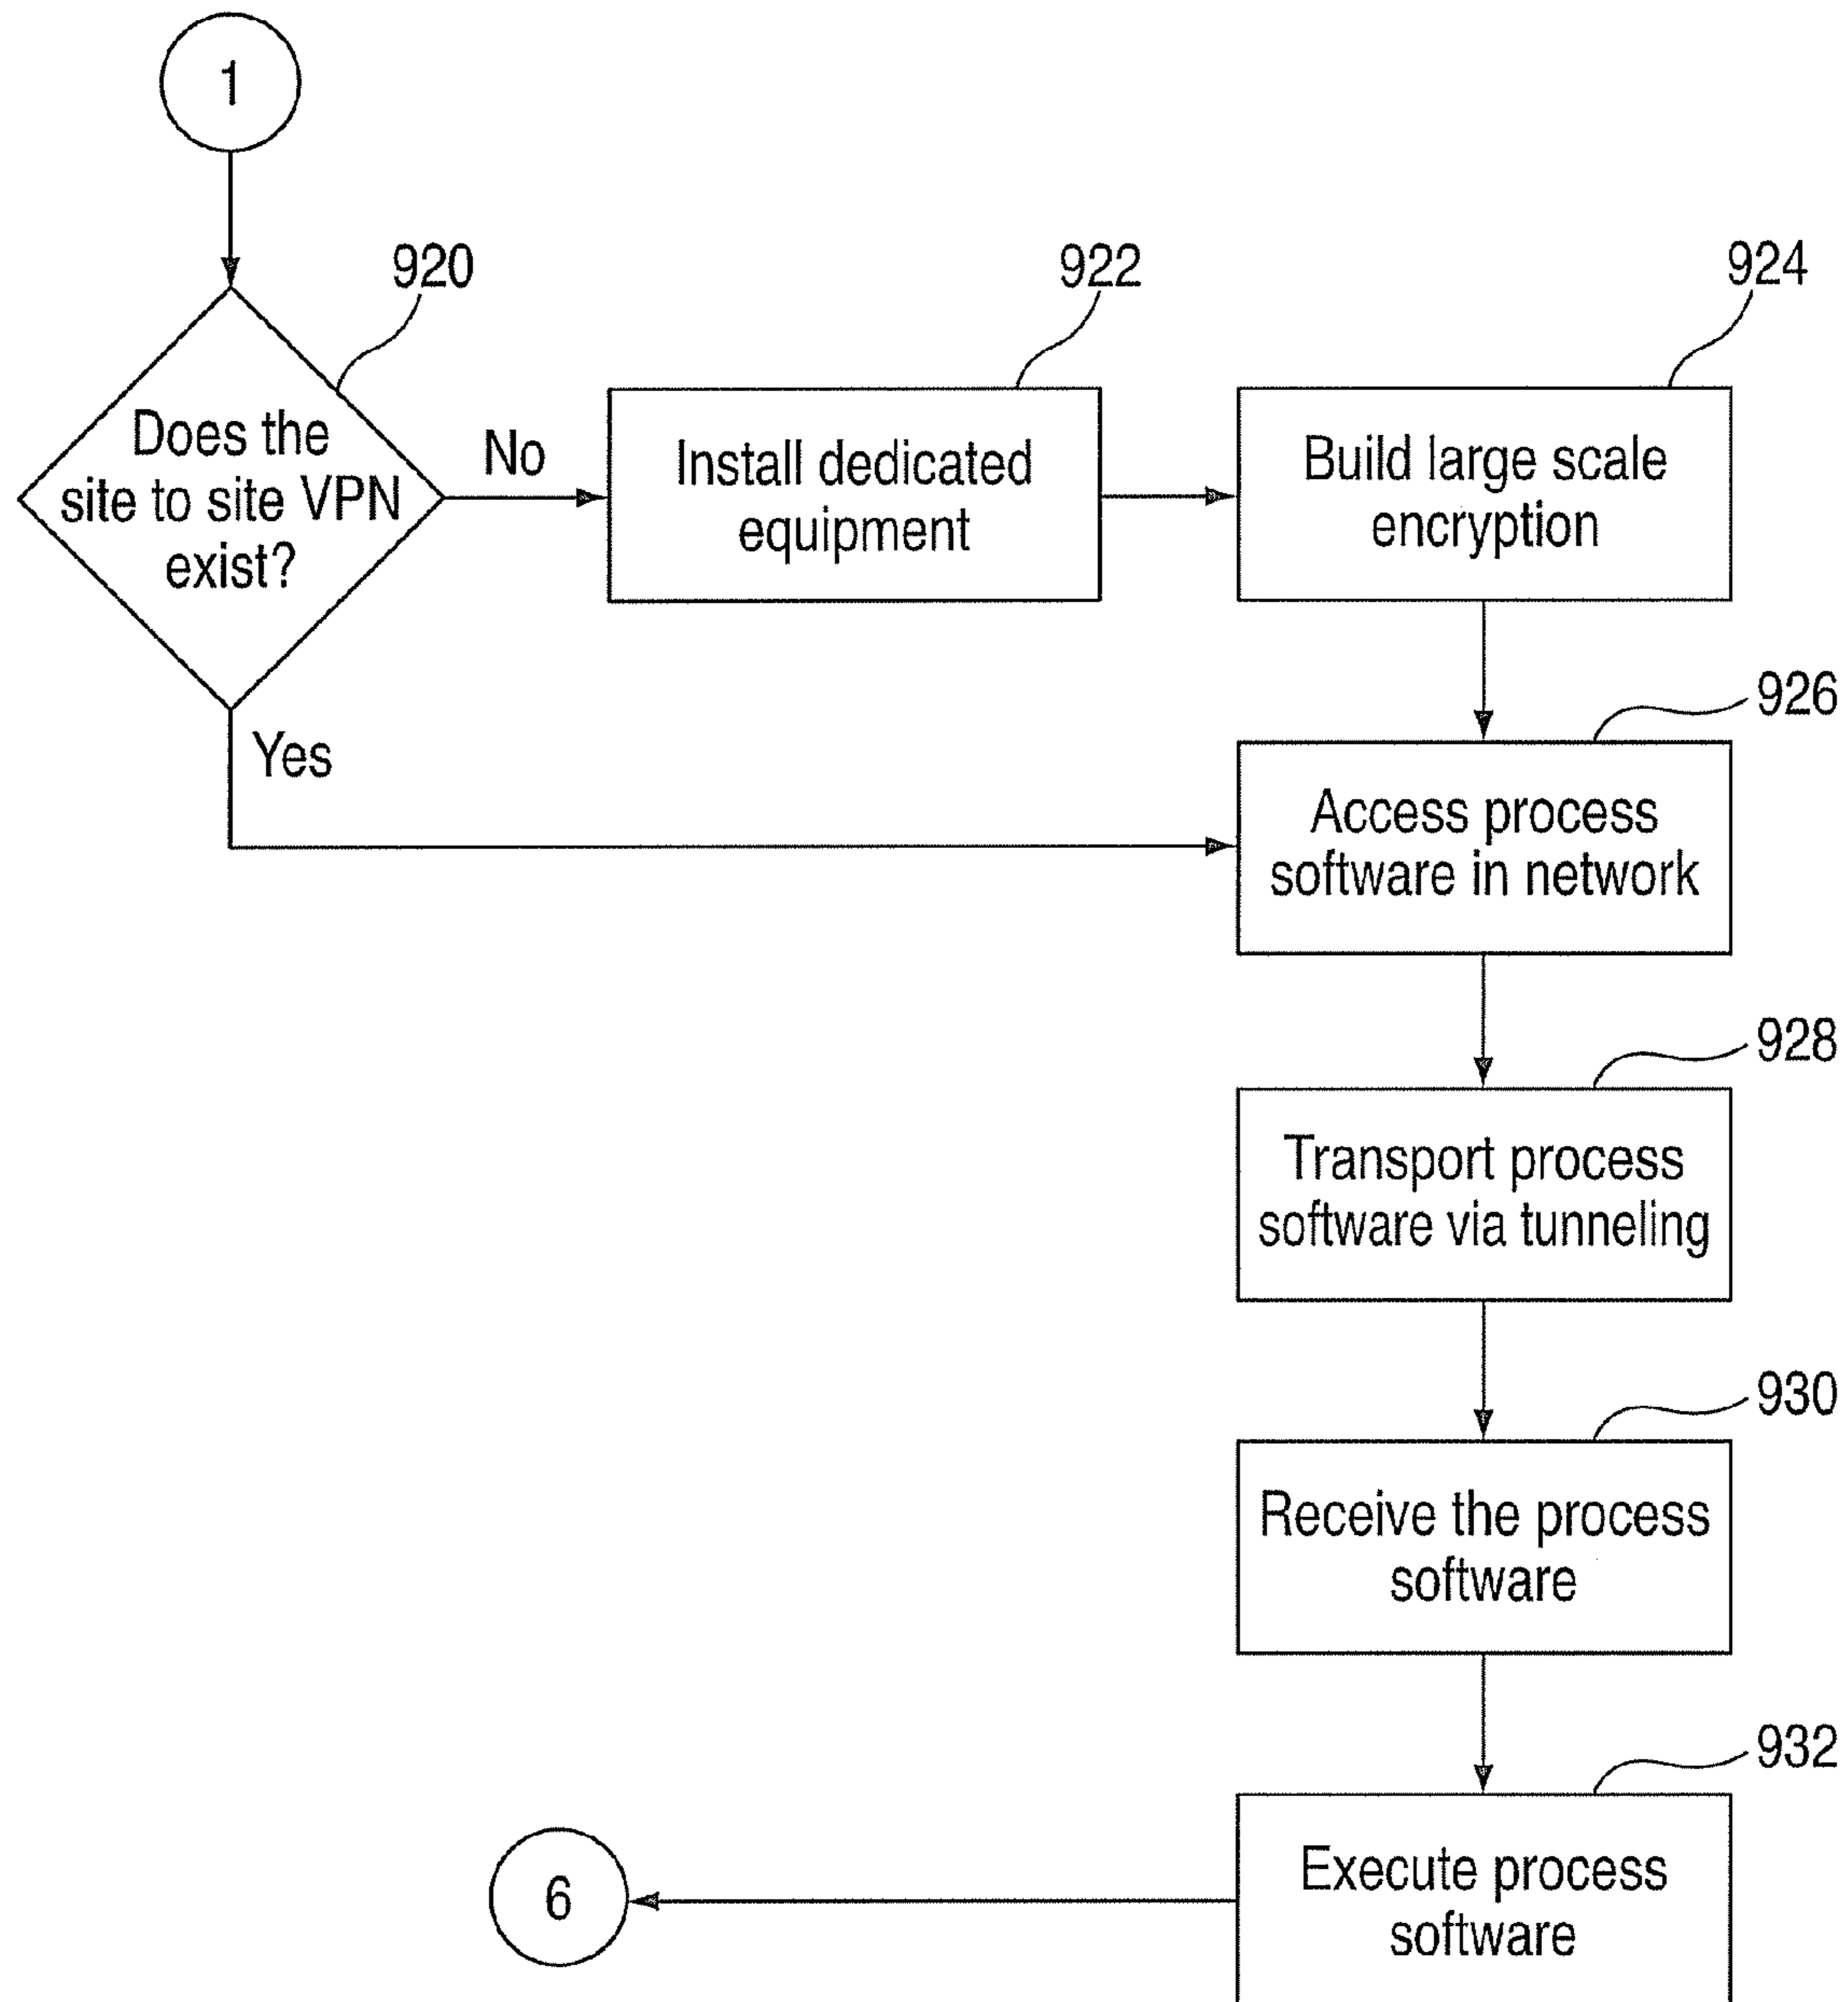 1
920
922
924
Does the
site to site VPN
exist?
No
Install dedicated
equipment
Build large scale
encryption
Yes
926
Access process
software in network
928
Transport process
software via tunneling
930
Receive the process
software
932
Execute process
software
6